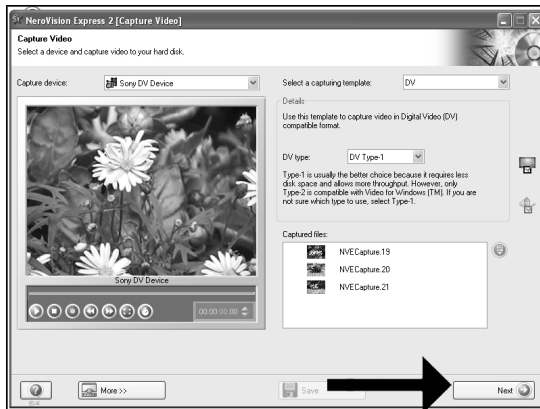 NeroVision Express 2 [Capture Video]
Capture Video
Select a device and capture video to your hard disk.
Capture device:
Sony DV Device
Select a capturing template:
DV
Details
Use this template to capture video in Digital Video (DV)
compatible format.
DV type:
DV Type-1
Type-1 is usually the better choice because it requires less
disk space and allows more throughput. However, only
Type-2 is compatible with Video for Windows (TM). If you are
not sure which type to use, select Type-1.
Captured files:
NVECapture.19
NVECapture.20
NVECapture.21
Sony DV Device
00:00:00.00
More >>
Save
Next